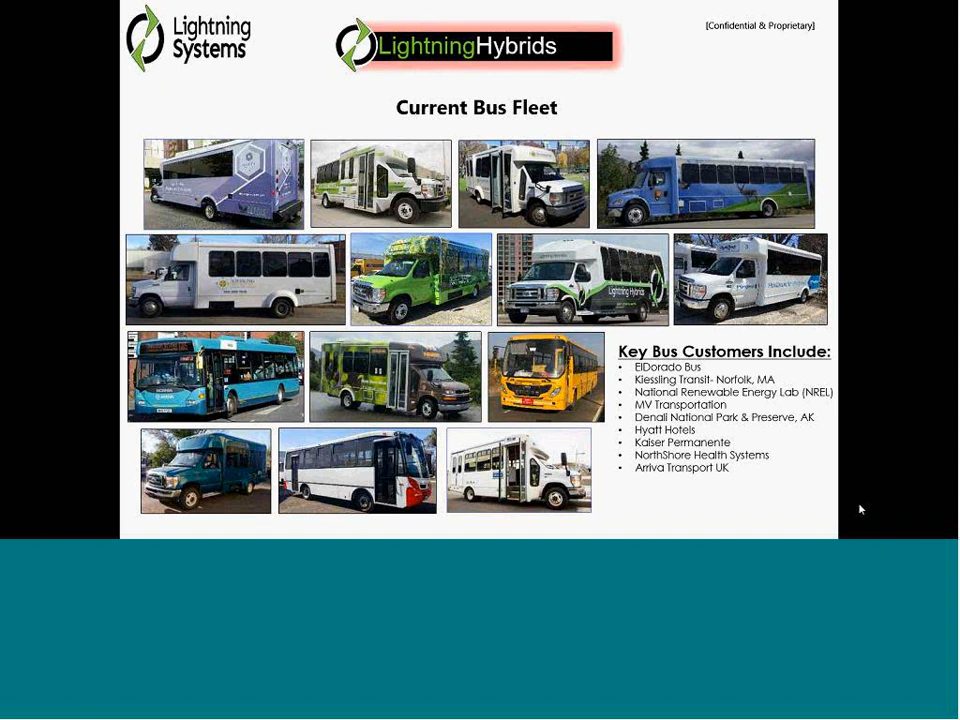 Lightning
Systems
LightningHybrids
[Confidential & Proprietary]
Current Bus Fleet
Lightning Hybrids
Key Bus Customers Include:
• ElDorado Bus
• Kiessling Transit- Norfolk, MA
• National Renewable Energy Lab (NREL)
• MV Transportation
• Denali National Park & Preserve, AK
• Hyatt Hotels
• Kaiser Permanente
• NorthShore Health Systems
• Arriva Transport UK